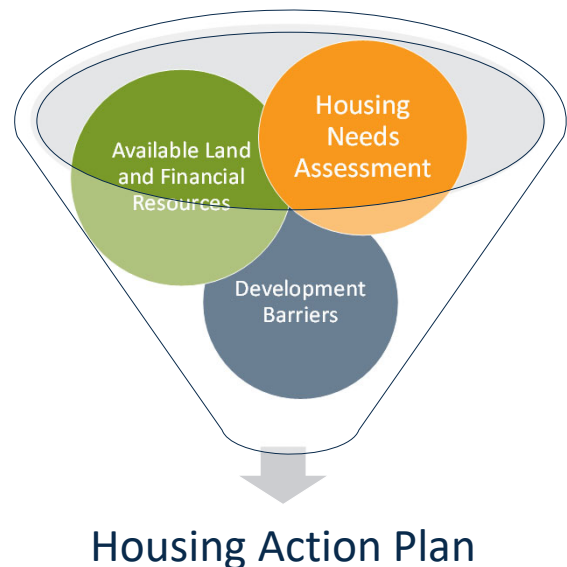 Housing
Needs
Assessment
Available Land
and Financial
Resources
Development
Barriers
Housing Action Plan